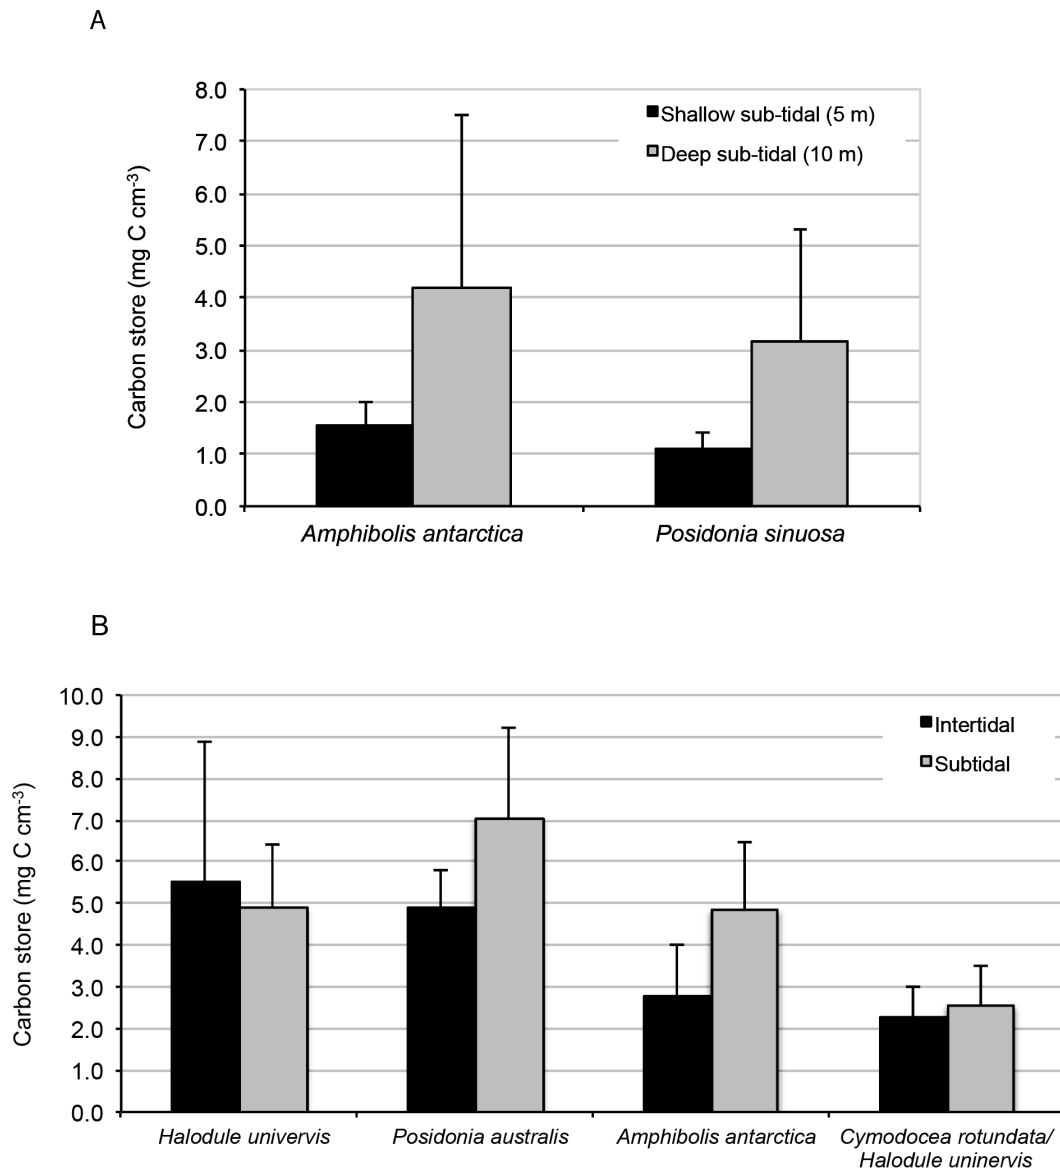 A
8.0
7.0
6.0
5.0
4.0
3.0
2.0
1.0
0.0
Carbon store (mg C cm-3)
Shallow sub-tidal (5 m)
Deep sub-tidal (10 m)
Amphibolis antarctica
Posidonia sinuosa
B
10.0
9.0
8.0
7.0
6.0
5.0
4.0
3.0
2.0
1.0
0.0
Carbon store (mg C cm-3)
Intertidal
Subtidal
Halodule univervis
Posidonia australis
Amphibolis antarctica
Cymodocea rotundata/
Halodule uninervis